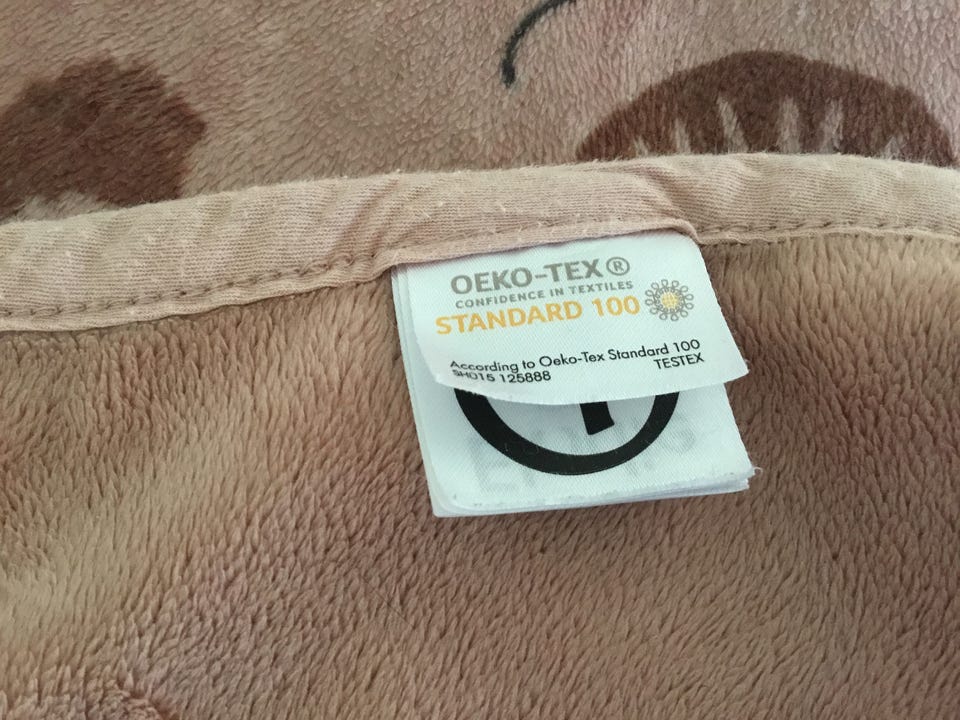 OEKO-TEX®
CONFIDENCE IN TEXTILES
STANDARD 100
According to Oeko-Tex Standard 100
SH015 125888 TESTEX